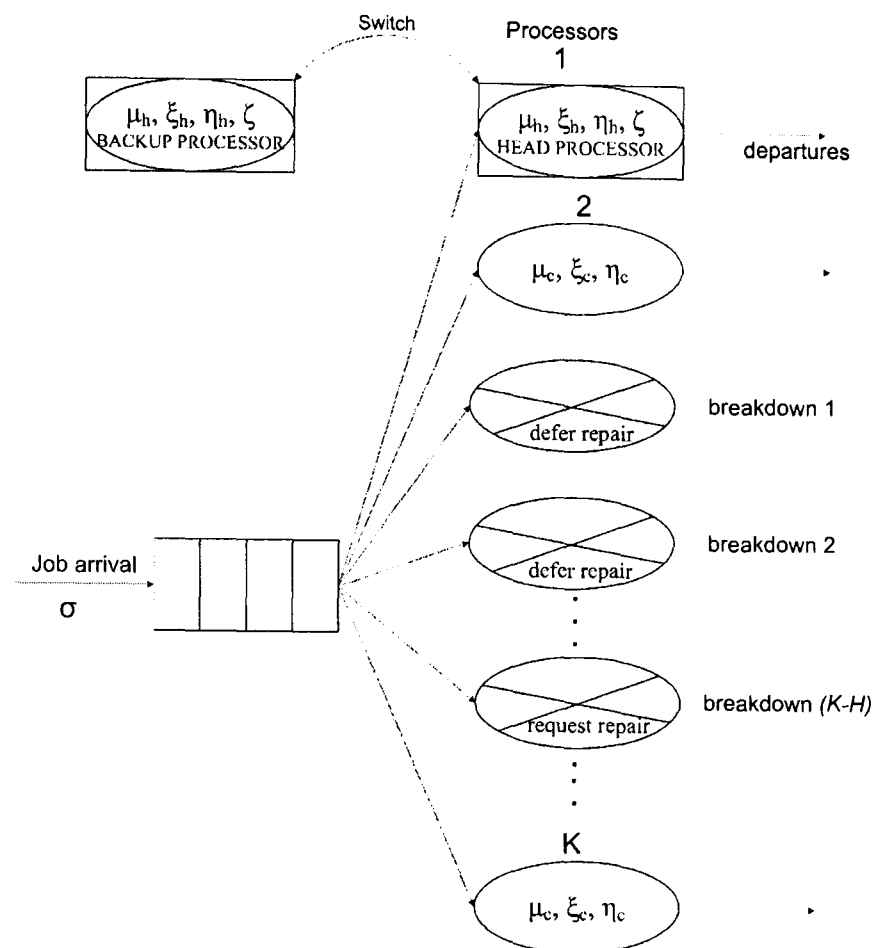 Switch
Processors
1
μh, ξh, ηh, ζ
BACKUP PROCESSOR
μh, ξh, ηh, ζ
HEAD PROCESSOR
departures
2
μc, ξc, ηc
defer repair
breakdown 1
defer repair
breakdown 2
Job arrival
σ
request repair
breakdown (K-H)
K
μc, ξc, ηc